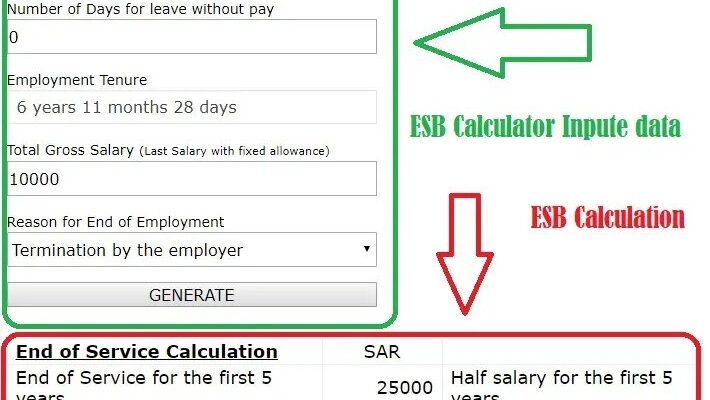 Number of Days for leave without pay
0
Employment Tenure
6 years 11 months 28 days
ESB Calculator Inpute data
Total Gross Salary (Last Salary with fixed allowance)
10000
ESB Calculation
Reason for End of Employment
Termination by the employer
GENERATE
End of Service Calculation SAR
End of Service for the first 5 25000 Half salary for the first 5
years years